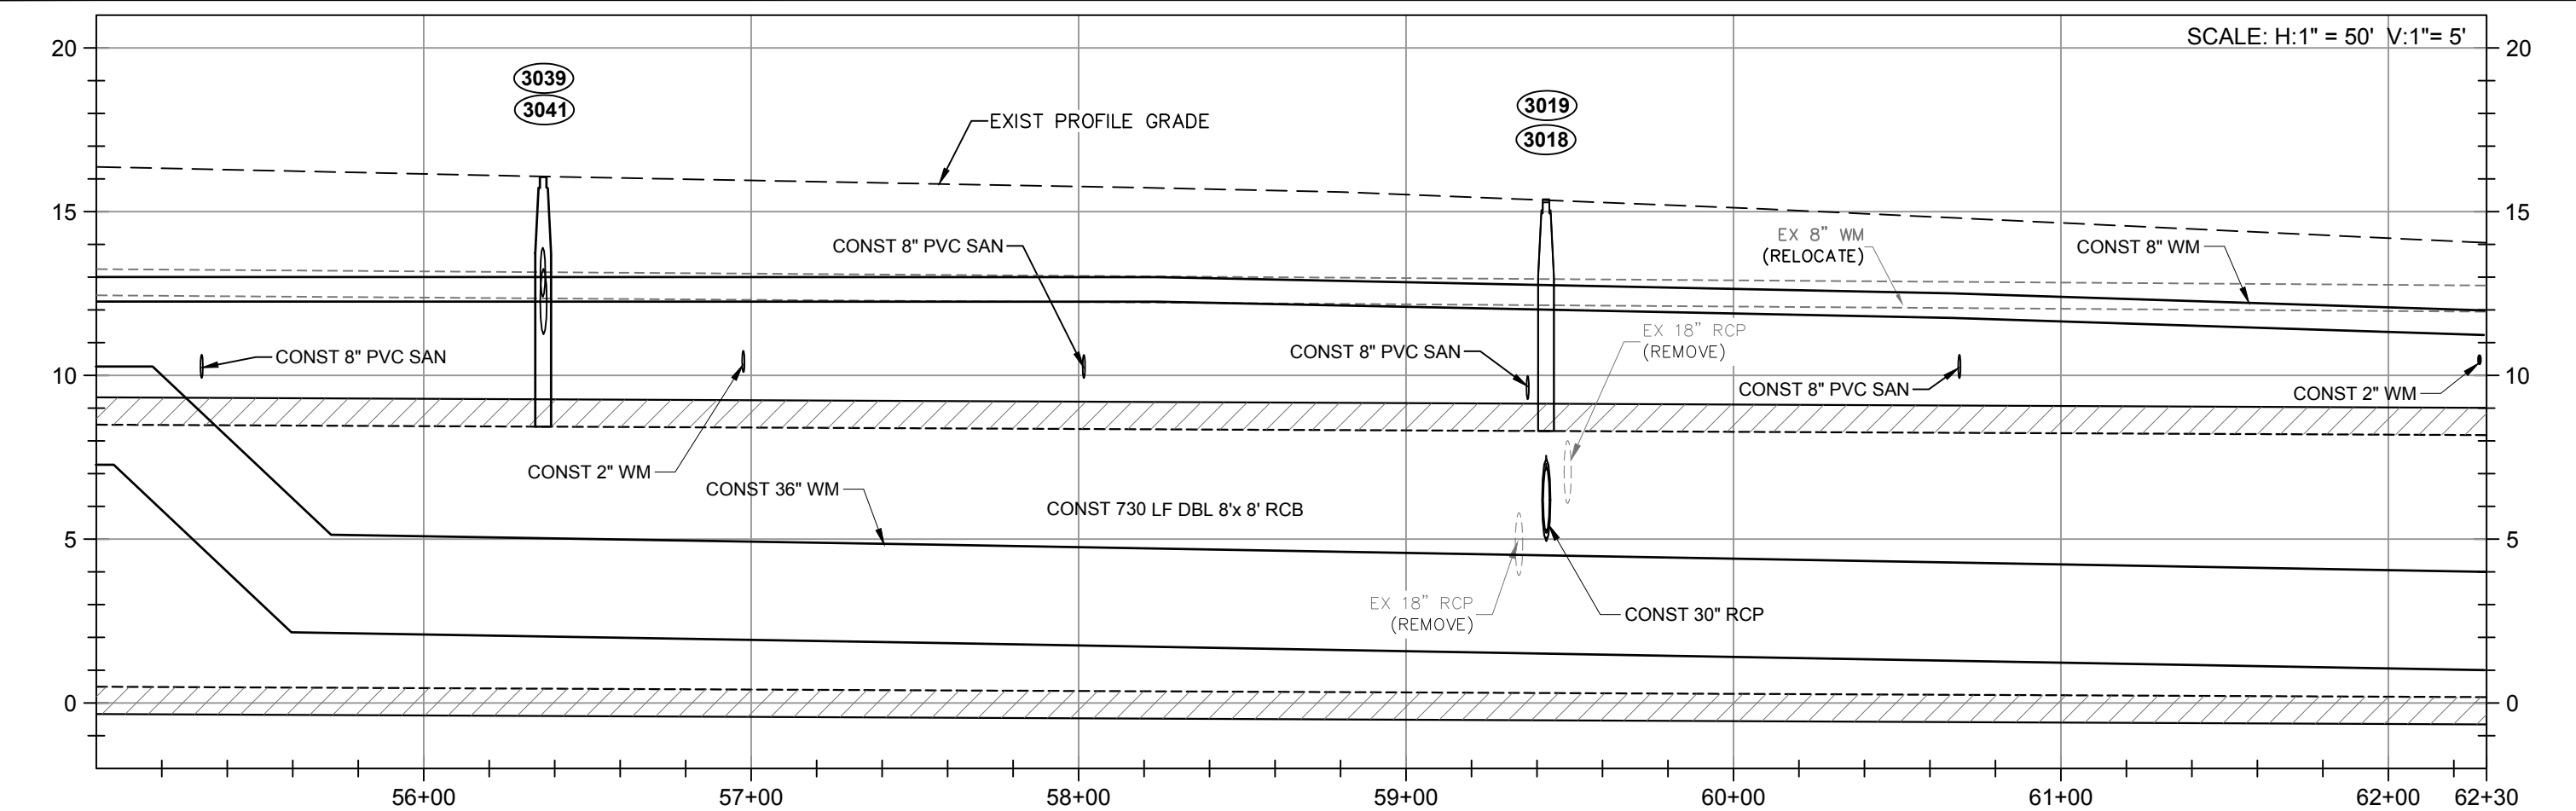 SCALE: H:1" = 50' V:1"= 5'
20
20
3039
3041
3019
3018
EXIST PROFILE GRADE
15
15
CONST 8" PVC SAN
EX 8" WM
(RELOCATE)
CONST 8" WM
EX 18" RCP
(REMOVE)
CONST 8" PVC SAN
CONST 8" PVC SAN
10
10
CONST 8" PVC SAN
CONST 2" WM
CONST 2" WM
CONST 36" WM
CONST 730 LF DBL 8'x 8' RCB
5
5
EX 18" RCP
(REMOVE)
CONST 30" RCP
0
0
56+00
57+00
58+00
59+00
60+00
61+00
62+00
62+30